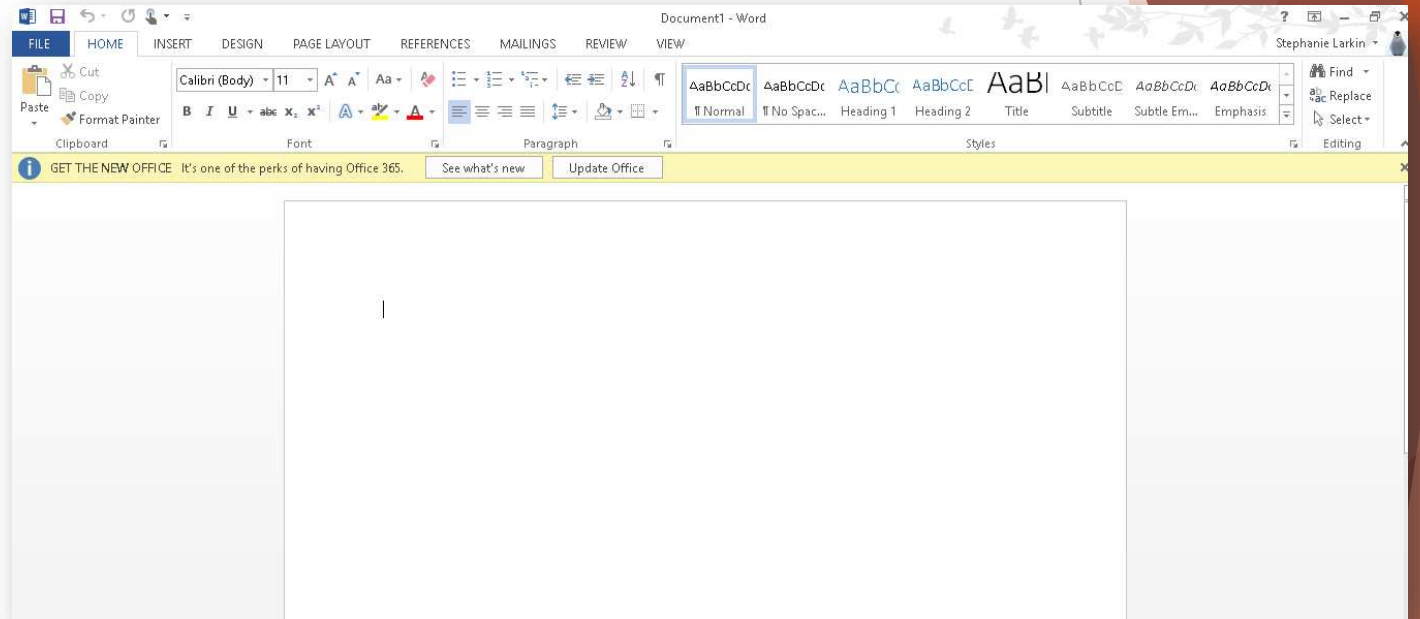 Document1 - Word
?
FILE HOME INSERT DESIGN PAGE LAYOUT REFERENCES MAILINGS REVIEW VIEW Stephanie Larkin
Cut
Copy
Paste
Format Painter
Calibri (Body) 11 A A Aa
B I U abc X₂ X² A aby A
AaBbCcDc AaBbCcDc AaBbCc AaBbCcE AaB AaBbCcD AaBbCcDc AaBbCcDc
¶ Normal ¶ No Spac... Heading 1 Heading 2 Title Subtitle Subtle Em... Emphasis
Find
Replace
Select
Clipboard Font Paragraph Styles Editing
GET THE NEW OFFICE It's one of the perks of having Office 365. See what's new Update Office